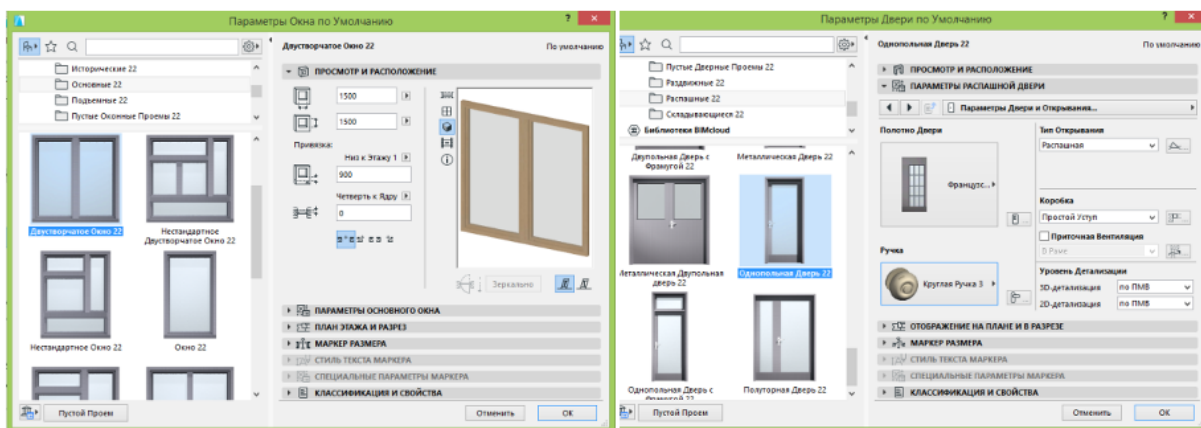 Параметры Окна по Умолчанию
Двустворчатое Окно 22
По умолчанию
Исторические 22
Основные 22
Подъемные 22
Пустые Оконные Проемы 22
Двустворчатое Окно 22
Нестандартное
Двустворчатое Окно 22
Нестандартное Окно 22
Окно 22
Пустой Проем
ПРОСМОТР И РАСПОЛОЖЕНИЕ
1500
1500
Привязка:
Низ к Этажу 1
900
Четверть к Ядру
0
Зеркально
ПАРАМЕТРЫ ОСНОВНОГО ОКНА
ПЛАН ЭТАЖА И РАЗРЕЗ
МАРКЕР РАЗМЕРА
СТИЛЬ ТЕКСТА МАРКЕРА
СПЕЦИАЛЬНЫЕ ПАРАМЕТРЫ МАРКЕРА
КЛАССИФИКАЦИЯ И СВОЙСТВА
Отменить
ОК
Параметры Двери по Умолчанию
Однопольная Дверь 22
По умолчанию
Пустые Дверные Проемы 22
Раздвижные 22
Распашные 22
Складывающиеся 22
Библиотеки BIMcloud
Двупольная Дверь с
Фрамугой 22
Металлическая Дверь 22
Металлическая Двупольная
дверь 22
Однопольная Дверь 22
Однопольная Дверь с
Фрамугой 22
Полуторная Дверь 22
Пустой Проем
ПРОСМОТР И РАСПОЛОЖЕНИЕ
ПАРАМЕТРЫ РАСПАШНОЙ ДВЕРИ
Параметры Двери и Открывания...
Полотно Двери
Французс...
Тип Открывания
Распашная
Коробка
Простой Уступ
Приточная Вентиляция
В Раме
Ручка
Круглая Ручка 3
Уровень Детализации
3D-детализация
по ПМВ
2D-детализация
по ПМВ
ОТОБРАЖЕНИЕ НА ПЛАНЕ И В РАЗРЕЗЕ
МАРКЕР РАЗМЕРА
СТИЛЬ ТЕКСТА МАРКЕРА
СПЕЦИАЛЬНЫЕ ПАРАМЕТРЫ МАРКЕРА
КЛАССИФИКАЦИЯ И СВОЙСТВА
Отменить
ОК